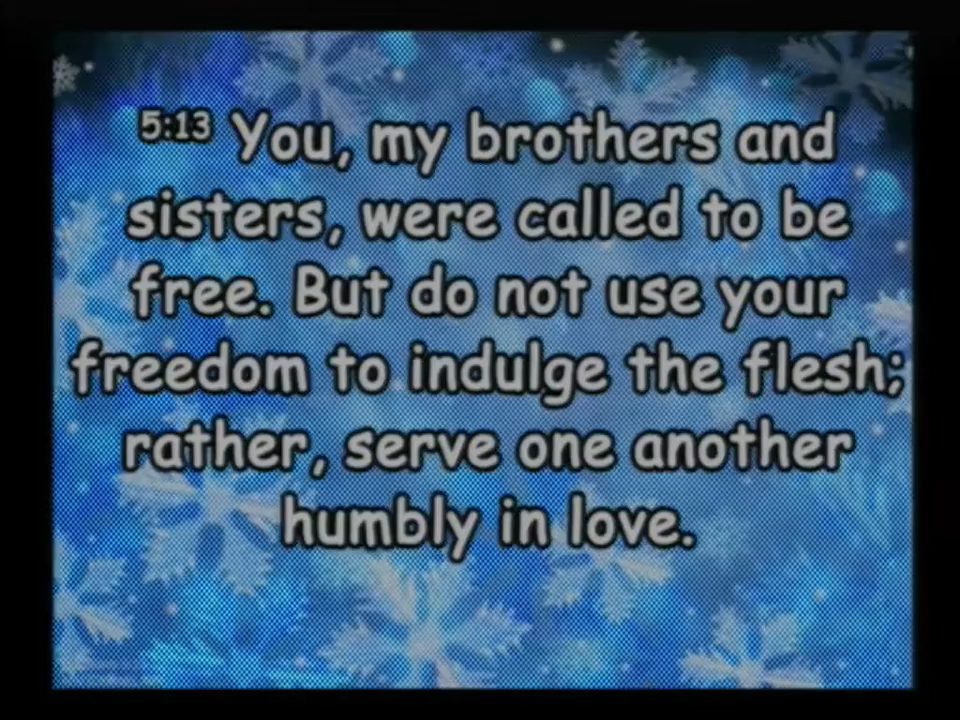 5:13 You, my brothers and
sisters, were called to be
free. But do not use your
freedom to indulge the flesh;
rather, serve one another
humbly in love.